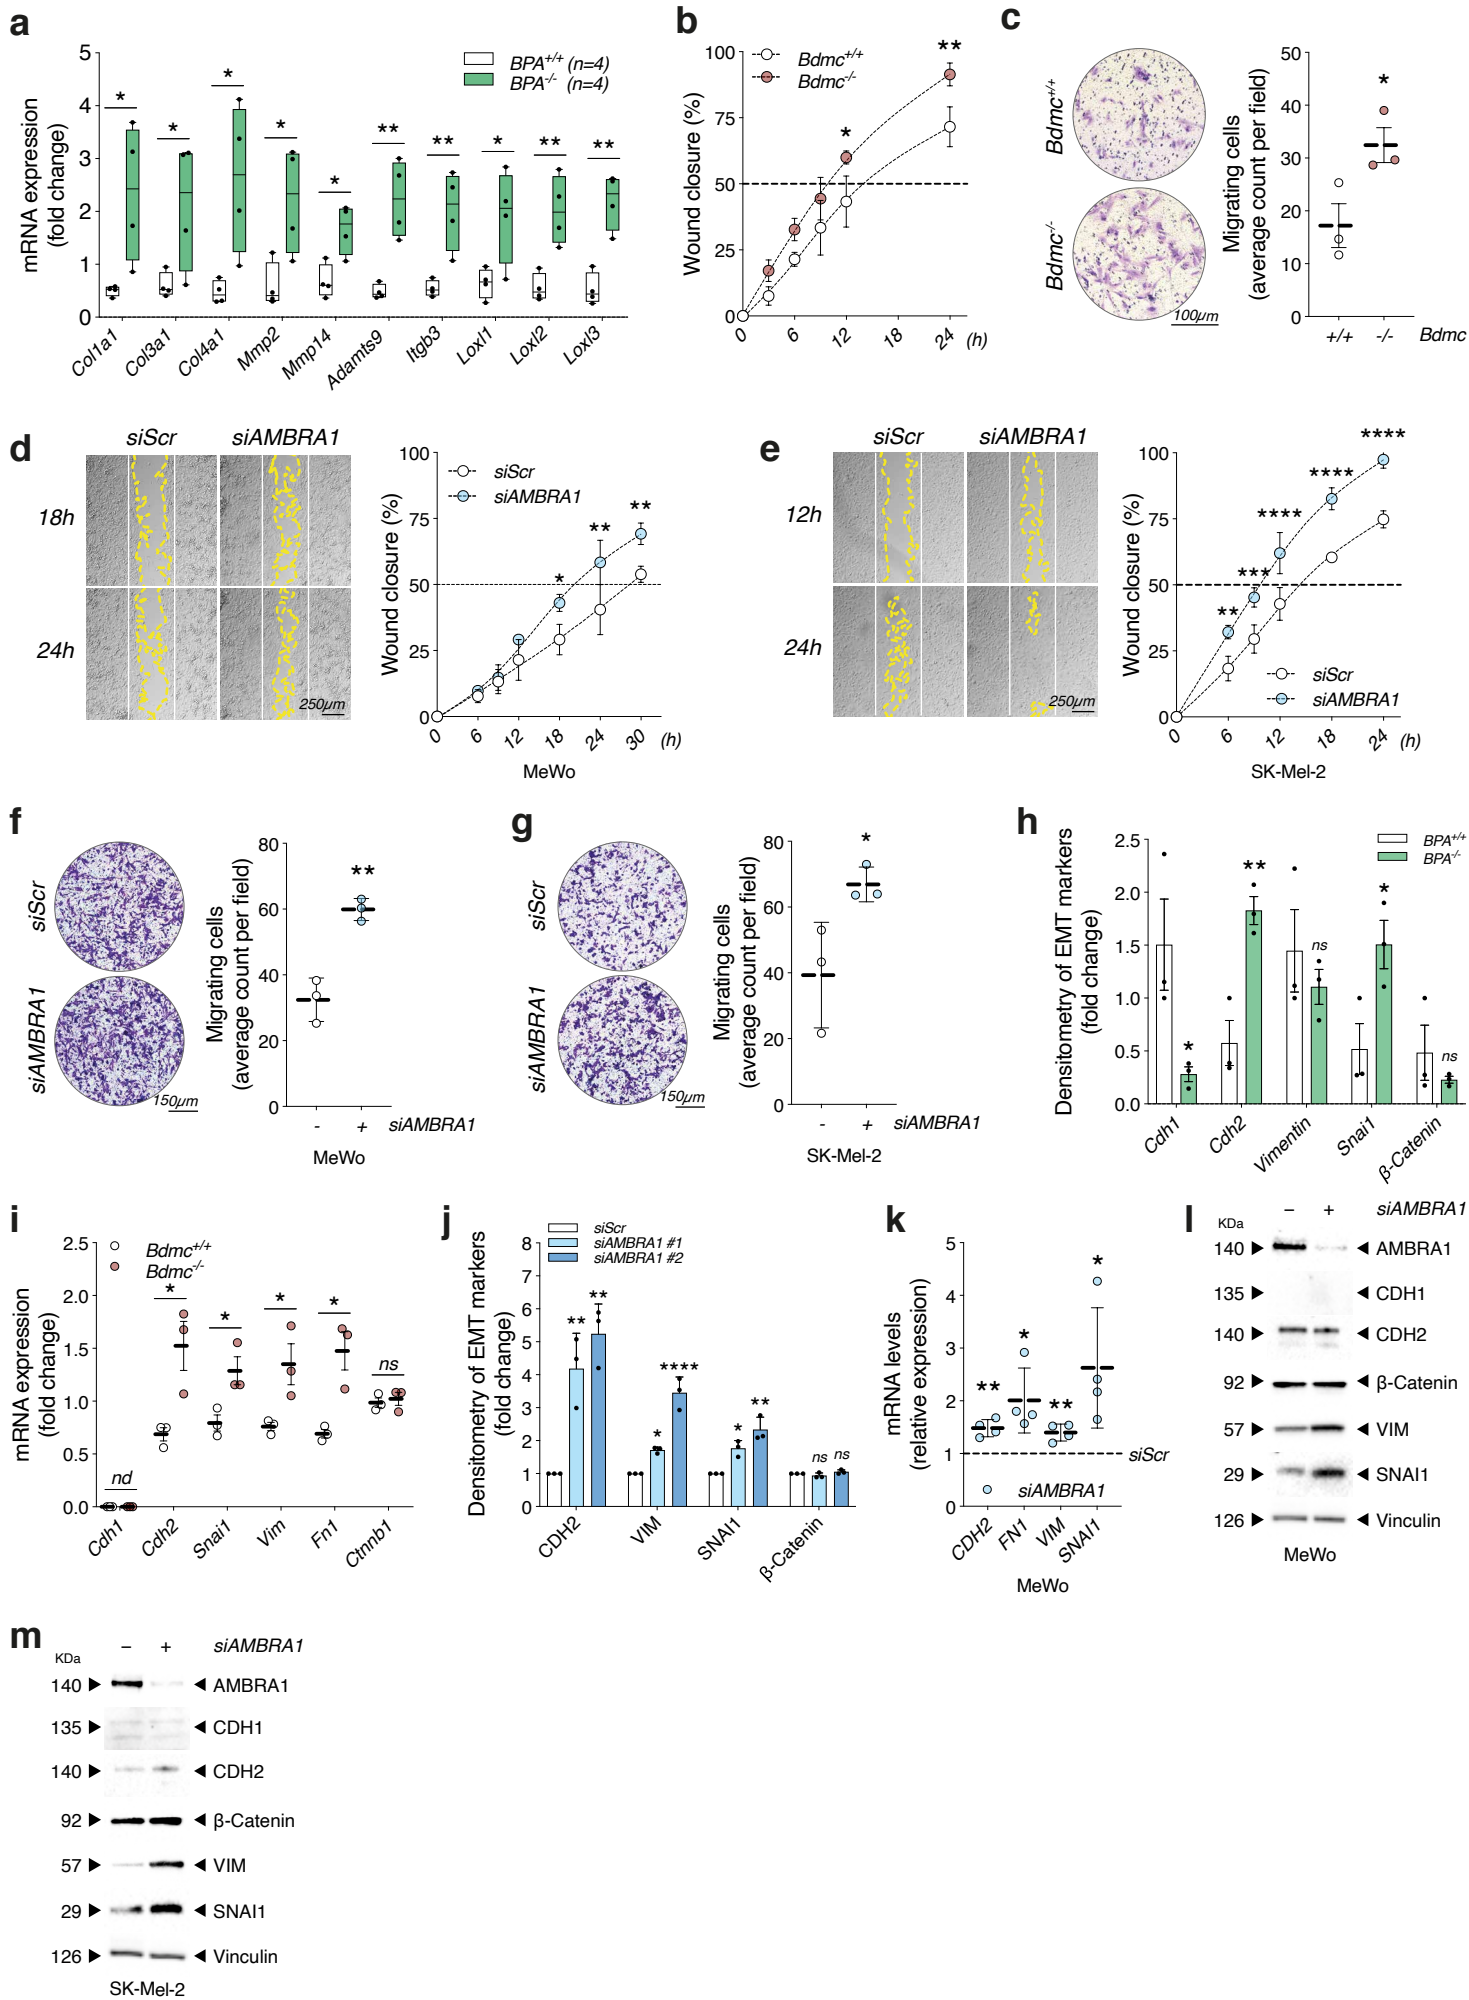 a
mRNA expression
(fold change)
5
4
3
2
1
0
BPA+/+ (n=4)
BPA-/- (n=4)
* * * * * ** ** * ** **
Col1a1 Col3a1 Col4a1 Mmp2 Mmp14 Adamts9 Itgb3 Loxl1 Loxl2 Loxl3
b
Wound closure (%)
100
75
50
25
0
Bdmc+/+
Bdmc-/-
* **
0 6 12 18 24 (h)
c
Bdmc+/+
Bdmc-/-
100µm
Migrating cells
(average count per field)
50
40
30
20
10
0
*
+/+ -/- Bdmc
d
siScr siAMBRA1
18h
24h
250µm
Wound closure (%)
100
75
50
25
0
siScr
siAMBRA1
* ** **
0 6 12 18 24 30 (h)
MeWo
e
siScr siAMBRA1
12h
24h
250µm
Wound closure (%)
100
75
50
25
0
** *** **** **** ****
siScr
siAMBRA1
0 6 12 18 24 (h)
SK-Mel-2
f
siScr
siAMBRA1
150µm
Migrating cells
(average count per field)
80
60
40
20
0
**
- + siAMBRA1
MeWo
g
siScr
siAMBRA1
150µm
Migrating cells
(average count per field)
80
60
40
20
0
*
- + siAMBRA1
SK-Mel-2
h
Densitometry of EMT markers
(fold change)
2.5
2.0
1.5
1.0
0.5
0.0
BPA+/+
BPA-/-
* ** ns * ns
Cdh1 Cdh2 Vimentin Snai1 β-Catenin
i
mRNA expression
(fold change)
2.5
2.0
1.5
1.0
0.5
0.0
Bdmc+/+
Bdmc-/-
nd * * * * ns
Cdh1 Cdh2 Snai1 Vim Fn1 Ctnnb1
j
Densitometry of EMT markers
(fold change)
8
7
6
5
4
3
2
1
0
siScr
siAMBRA1 #1
siAMBRA1 #2
** ** * **** * ** ns ns
CDH2 VIM SNAI1 β-Catenin
k
mRNA levels
(relative expression)
5
4
3
2
1
0
** * ** *
siScr
siAMBRA1
CDH2 FN1 VIM SNAI1
MeWo
l
– + siAMBRA1
KDa
140 AMBRA1
135 CDH1
140 CDH2
92 β-Catenin
57 VIM
29 SNAI1
126 Vinculin
MeWo
m
– + siAMBRA1
KDa
140 AMBRA1
135 CDH1
140 CDH2
92 β-Catenin
57 VIM
29 SNAI1
126 Vinculin
SK-Mel-2